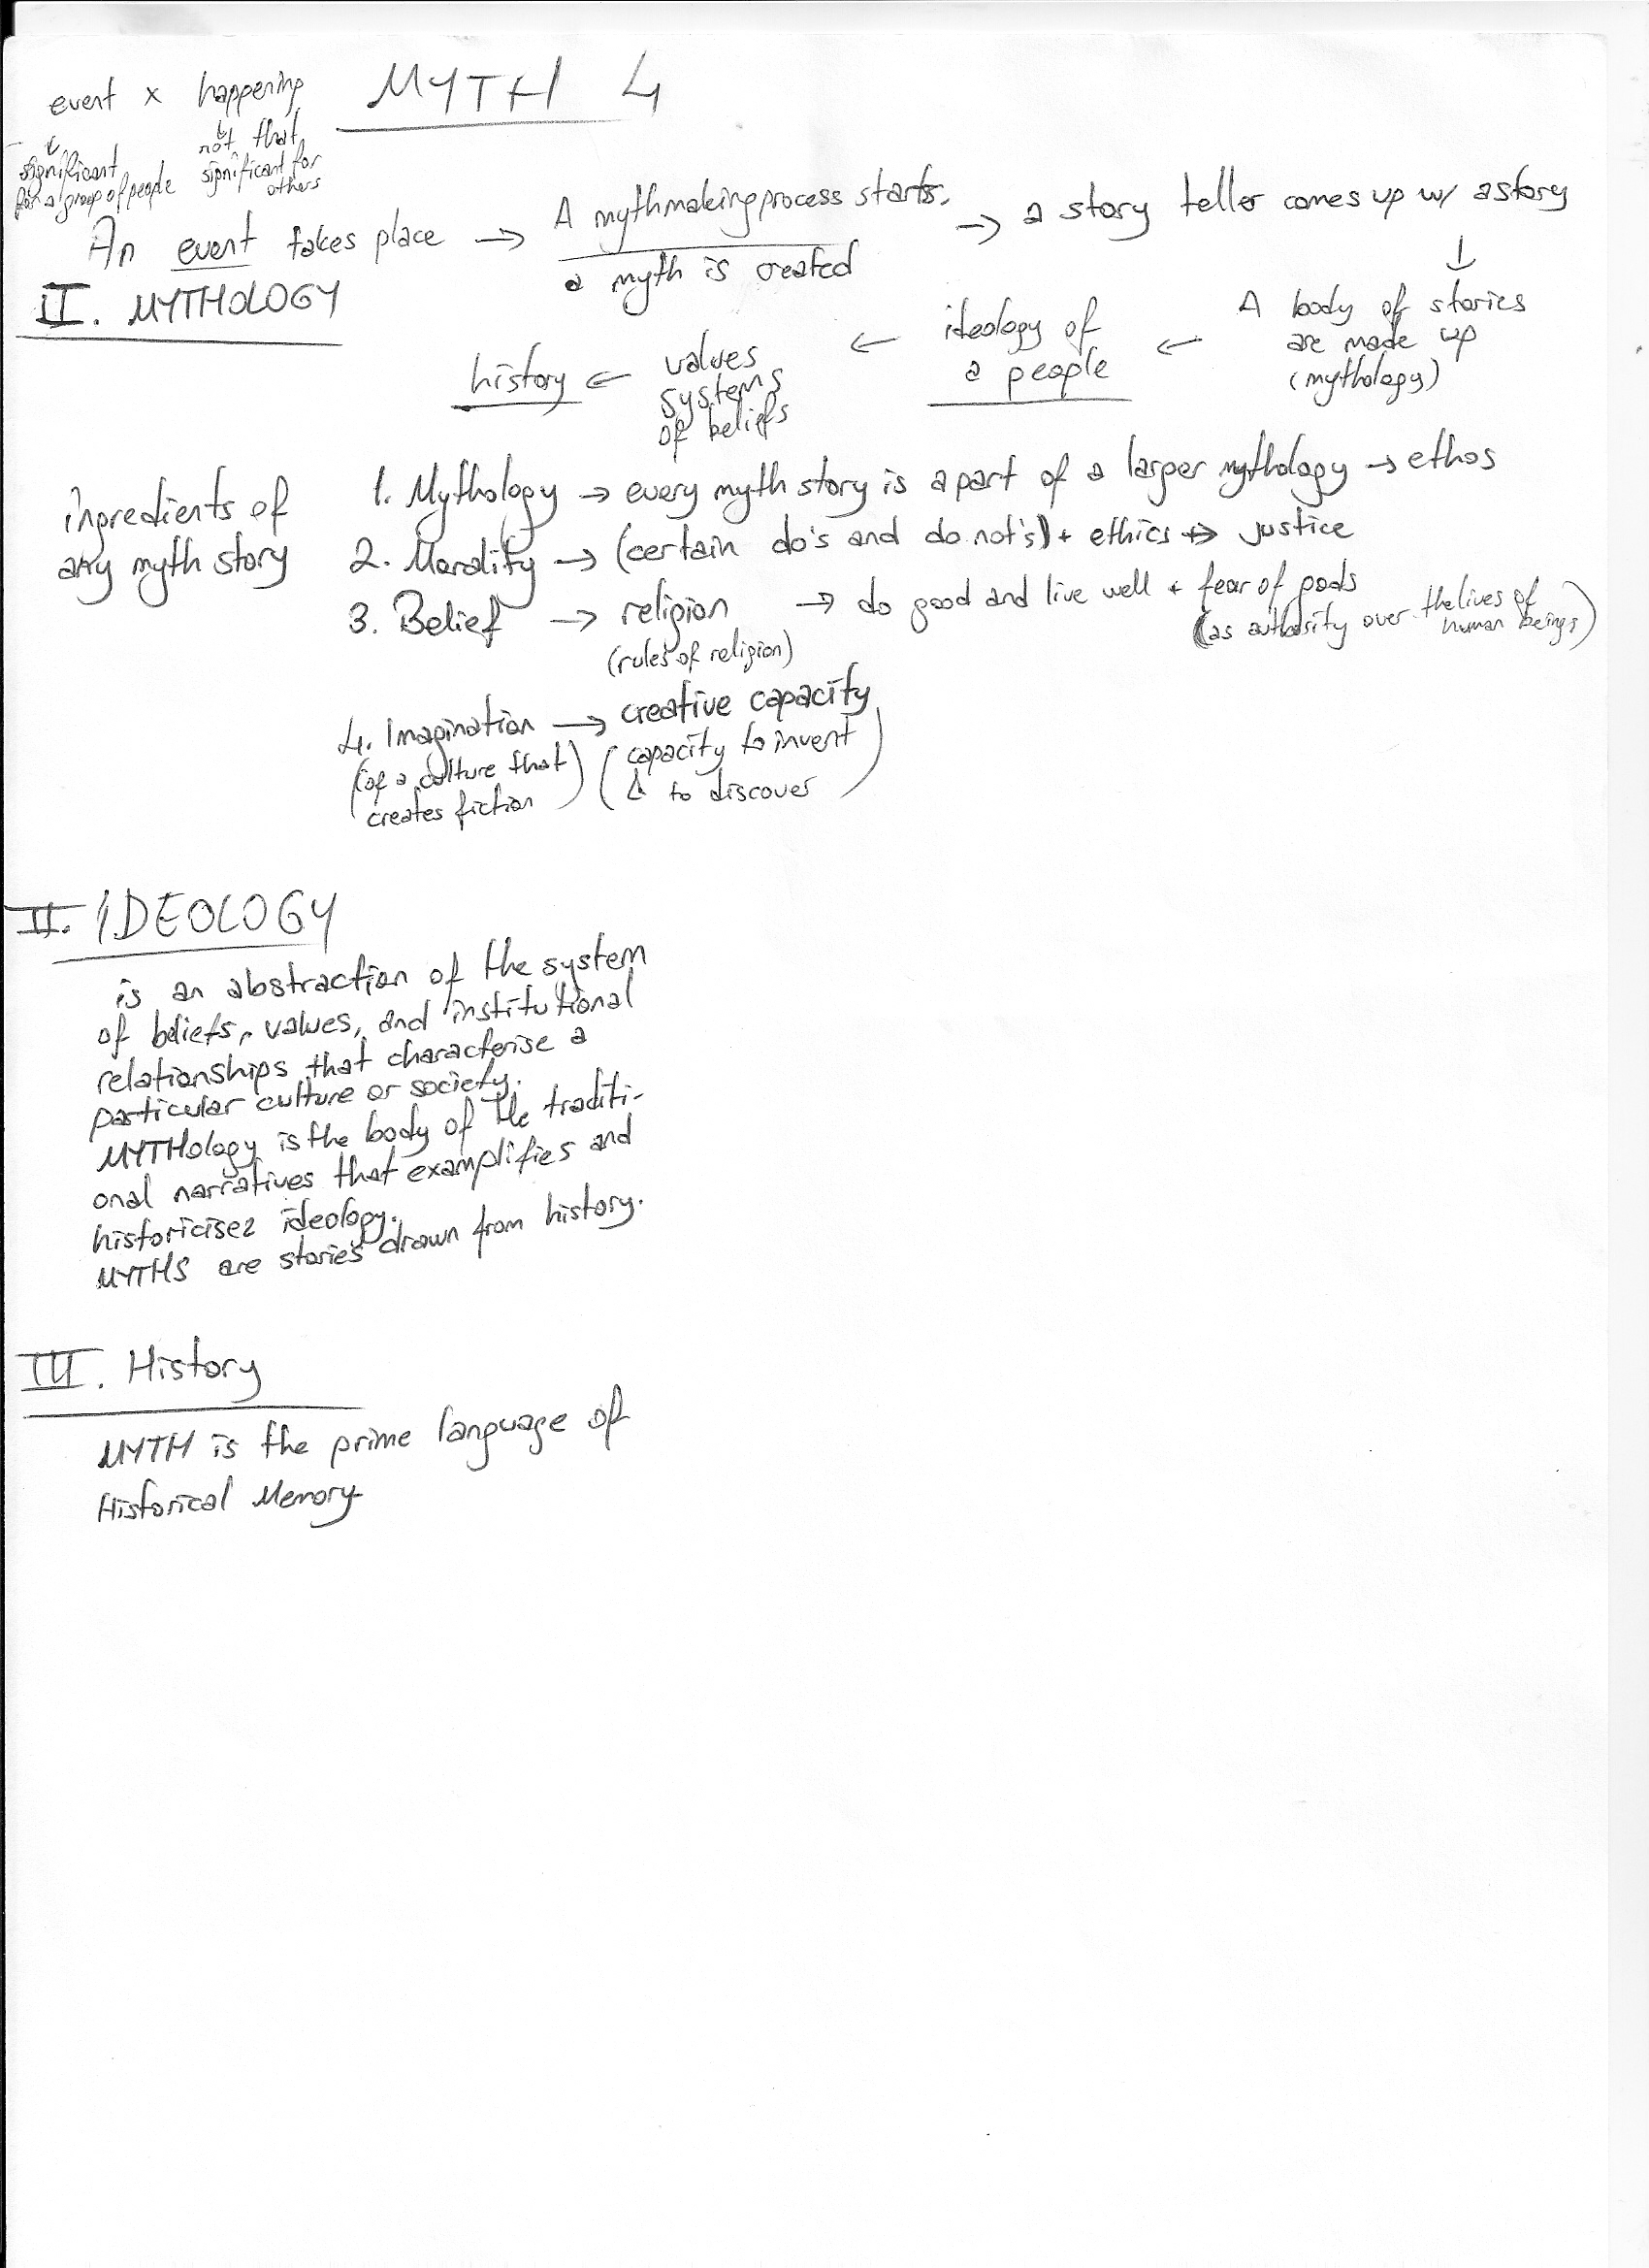 MYTH 4
event x happening
↓ ↓
significant not that
for a group of people significant for
others
An event takes place → A mythmaking process starts. → a story teller comes up w/ a story
a myth is created ↓
II. MYTHOLOGY
history ← values ← ideology of ← A body of stories
systems a people are made up
of beliefs (mythology)
ingredients of
any myth story
1. Mythology → every myth story is a part of a larger mythology → ethos
2. Morality → (certain do's and do not's) + ethics → justice
3. Belief → religion → do good and live well + fear of gods
(rules of religion) (as authority over the lives of
human beings)
4. Imagination → creative capacity
(of a culture that (capacity to invent
creates fiction) & to discover)
II. IDEOLOGY
is an abstraction of the system
of beliefs, values, and institutional
relationships that characterise a
particular culture or society.
MYTHology is the body of the traditi-
onal narratives that examplifies and
historicises ideology.
MYTHS are stories drawn from history.
III. History
MYTH is the prime language of
Historical Memory